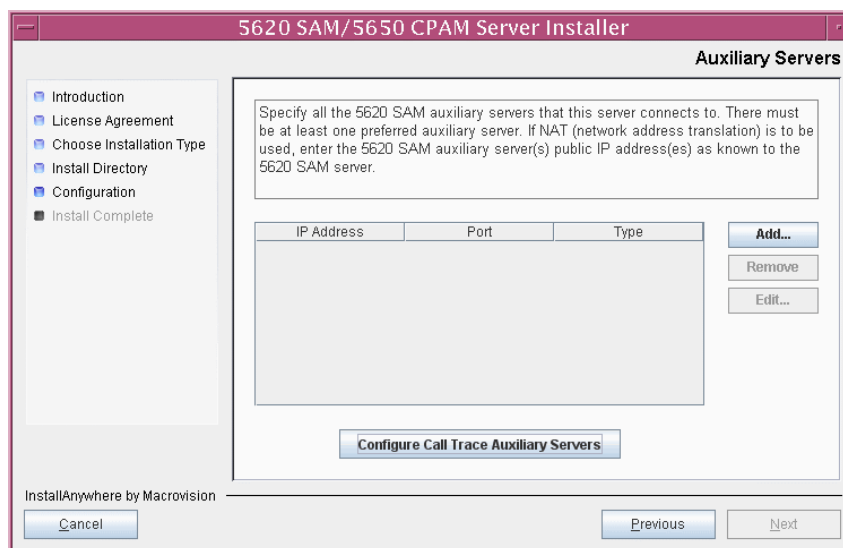 5620 SAM/5650 CPAM Server Installer
Auxiliary Servers
Introduction
License Agreement
Choose Installation Type
Install Directory
Configuration
Install Complete
Specify all the 5620 SAM auxiliary servers that this server connects to. There must
be at least one preferred auxiliary server. If NAT (network address translation) is to be
used, enter the 5620 SAM auxiliary server(s) public IP address(es) as known to the
5620 SAM server.
IP Address Port Type
Add...
Remove
Edit...
Configure Call Trace Auxiliary Servers
InstallAnywhere by Macrovision
Cancel Previous Next